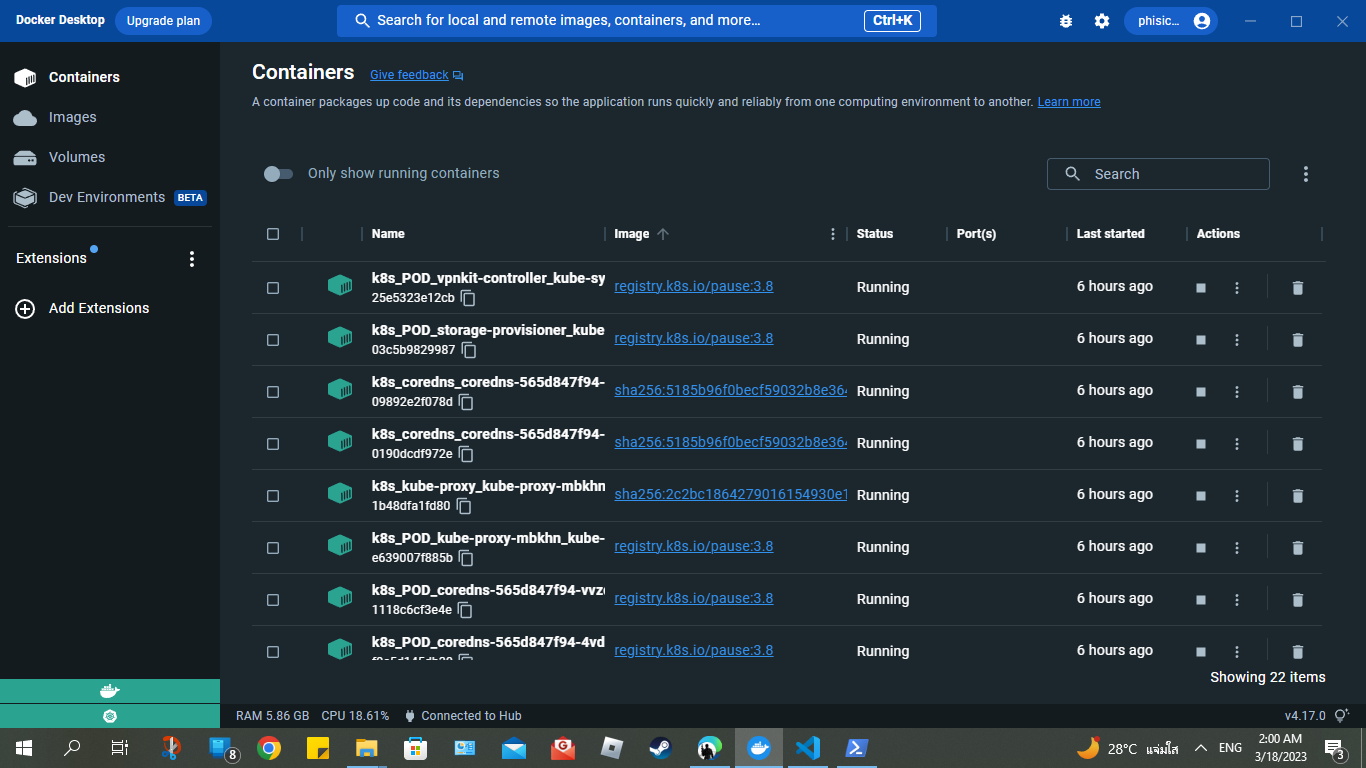 Docker Desktop Upgrade plan Search for local and remote images, containers, and more... Ctrl+K phisic...
Containers
Images
Volumes
Dev Environments BETA
Extensions
Add Extensions
Containers Give feedback
A container packages up code and its dependencies so the application runs quickly and reliably from one computing environment to another. Learn more
Only show running containers Search
Name Image Status Port(s) Last started Actions
k8s_POD_vpnkit-controller_kube-sy
25e5323e12cb
registry.k8s.io/pause:3.8 Running 6 hours ago
k8s_POD_storage-provisioner_kube
03c5b9829987
registry.k8s.io/pause:3.8 Running 6 hours ago
k8s_coredns_coredns-565d847f94-
09892e2f078d
sha256:5185b96f0becf59032b8e364 Running 6 hours ago
k8s_coredns_coredns-565d847f94-
0190dcdf972e
sha256:5185b96f0becf59032b8e364 Running 6 hours ago
k8s_kube-proxy_kube-proxy-mbkhn
1b48dfa1fd80
sha256:2c2bc1864279016154930e1 Running 6 hours ago
k8s_POD_kube-proxy-mbkhn_kube-
e639007f885b
registry.k8s.io/pause:3.8 Running 6 hours ago
k8s_POD_coredns-565d847f94-vvz
1118c6cf3e4e
registry.k8s.io/pause:3.8 Running 6 hours ago
k8s_POD_coredns-565d847f94-4vd
registry.k8s.io/pause:3.8 Running 6 hours ago
Showing 22 items
RAM 5.86 GB CPU 18.61% Connected to Hub v4.17.0
8 28°C แจ่มใส ENG 2:00 AM
3/18/2023 3